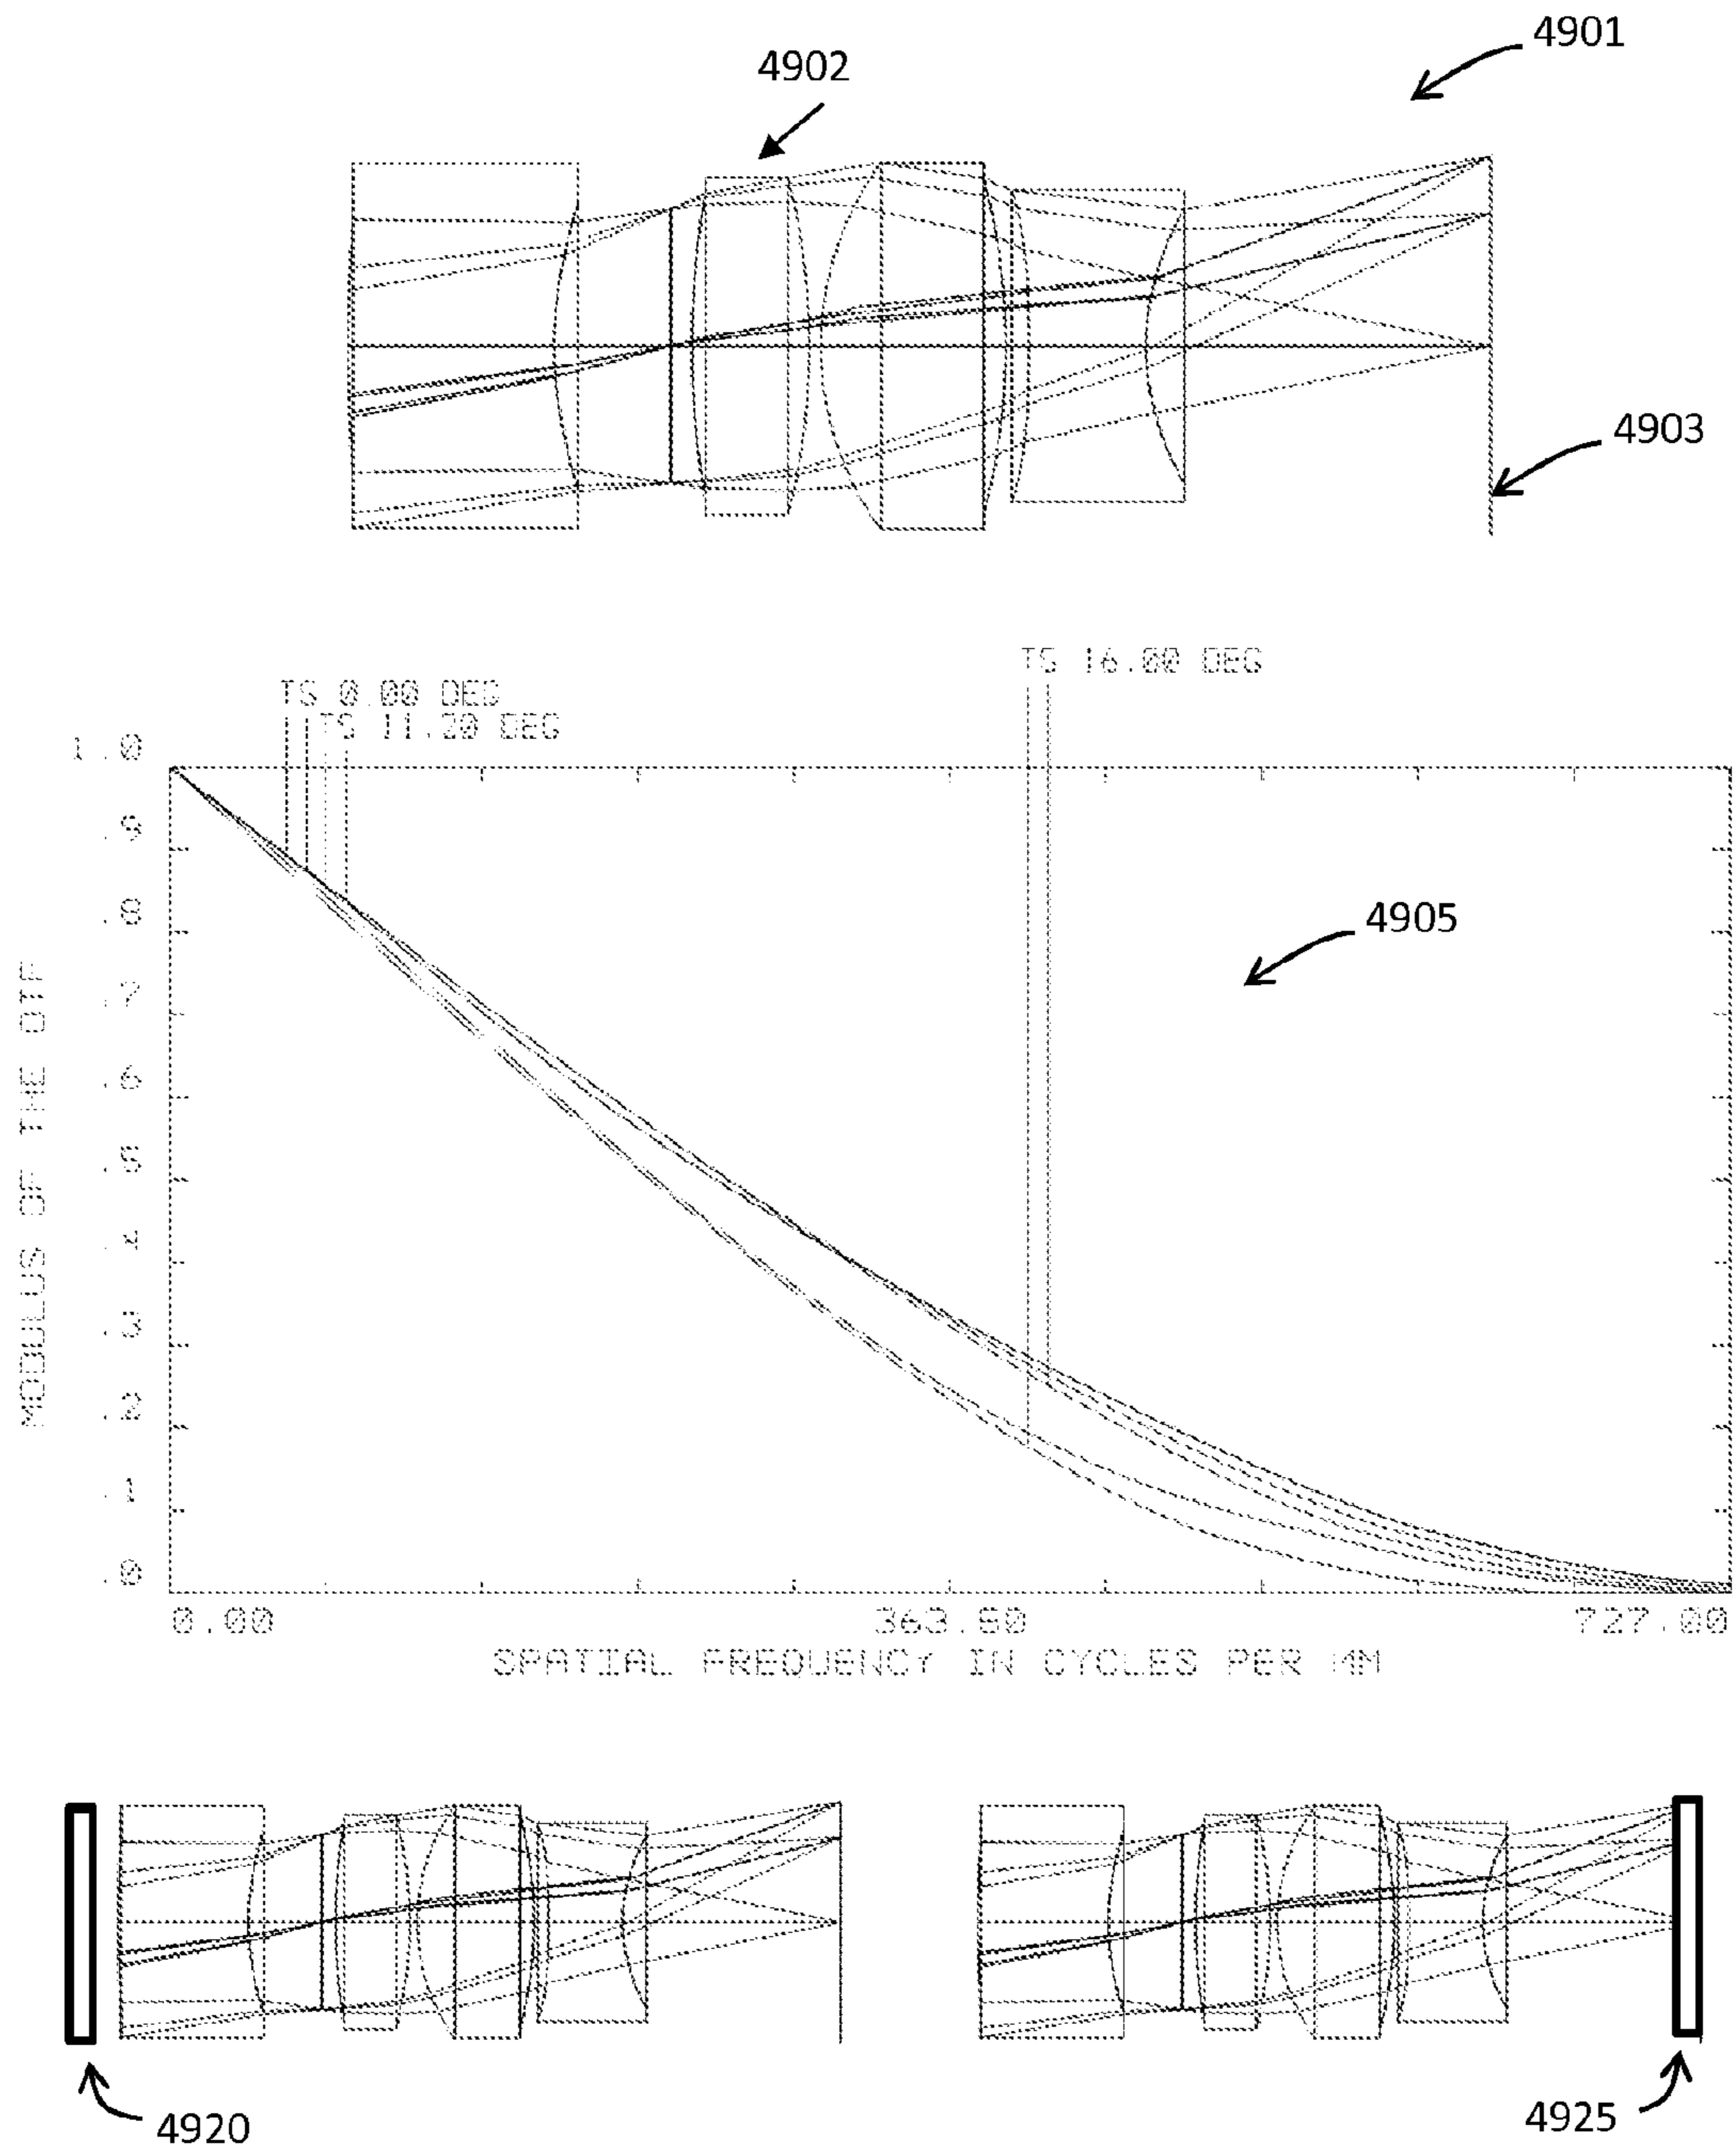 4901
4902
4903
TS 16.00 DEG
TS 0.00 DEG
TS 11.20 DEG
1.0
.9
.8
4905
.7
.6
.5
.4
.3
.2
.1
.0
MODULUS OF THE OTF
0.00 363.80 727.00
SPATIAL FREQUENCY IN CYCLES PER MM
4920
4925